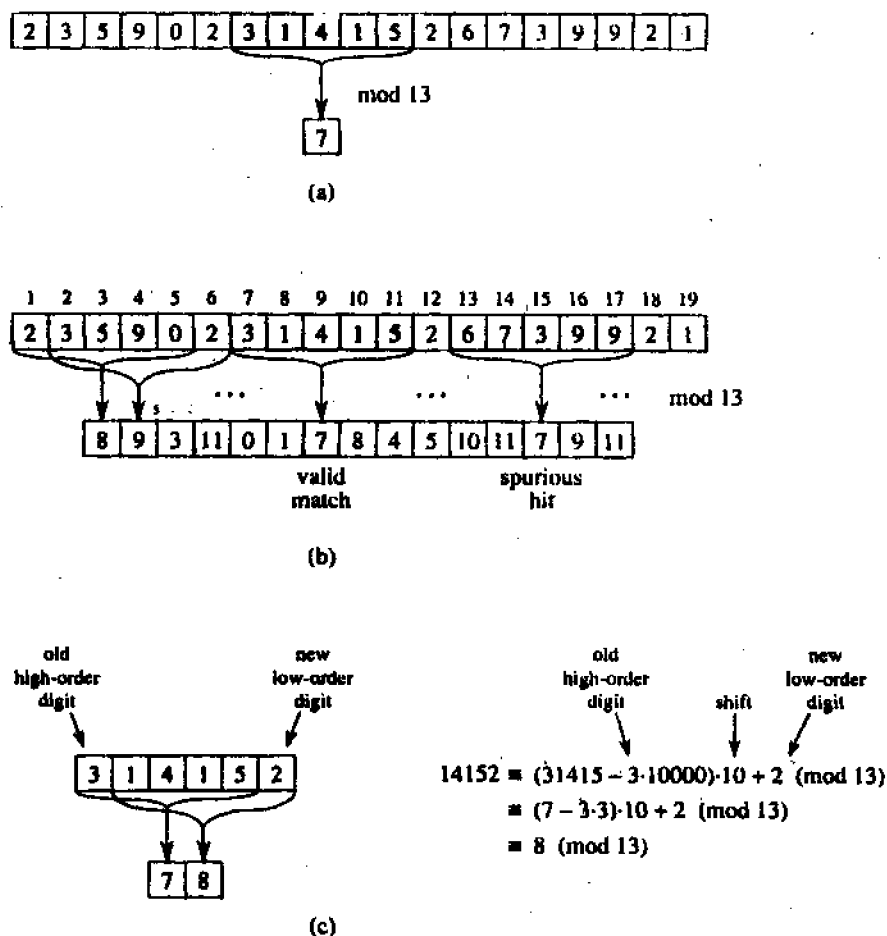 2 3 5 9 0 2 3 1 4 1 5 2 6 7 3 9 9 2 1
mod 13
7
(a)
1 2 3 4 5 6 7 8 9 10 11 12 13 14 15 16 17 18 19
2 3 5 9 0 2 3 1 4 1 5 2 6 7 3 9 9 2 1
s ... ... ... mod 13
8 9 3 11 0 1 7 8 4 5 10 11 7 9 11
valid match
spurious hit
(b)
old
high-order
digit
new
low-order
digit
3 1 4 1 5 2
7 8
old
high-order
digit
shift
new
low-order
digit
14152 ≡ (31415 – 3·10000)·10 + 2 (mod 13)
≡ (7 – 3·3)·10 + 2 (mod 13)
≡ 8 (mod 13)
(c)